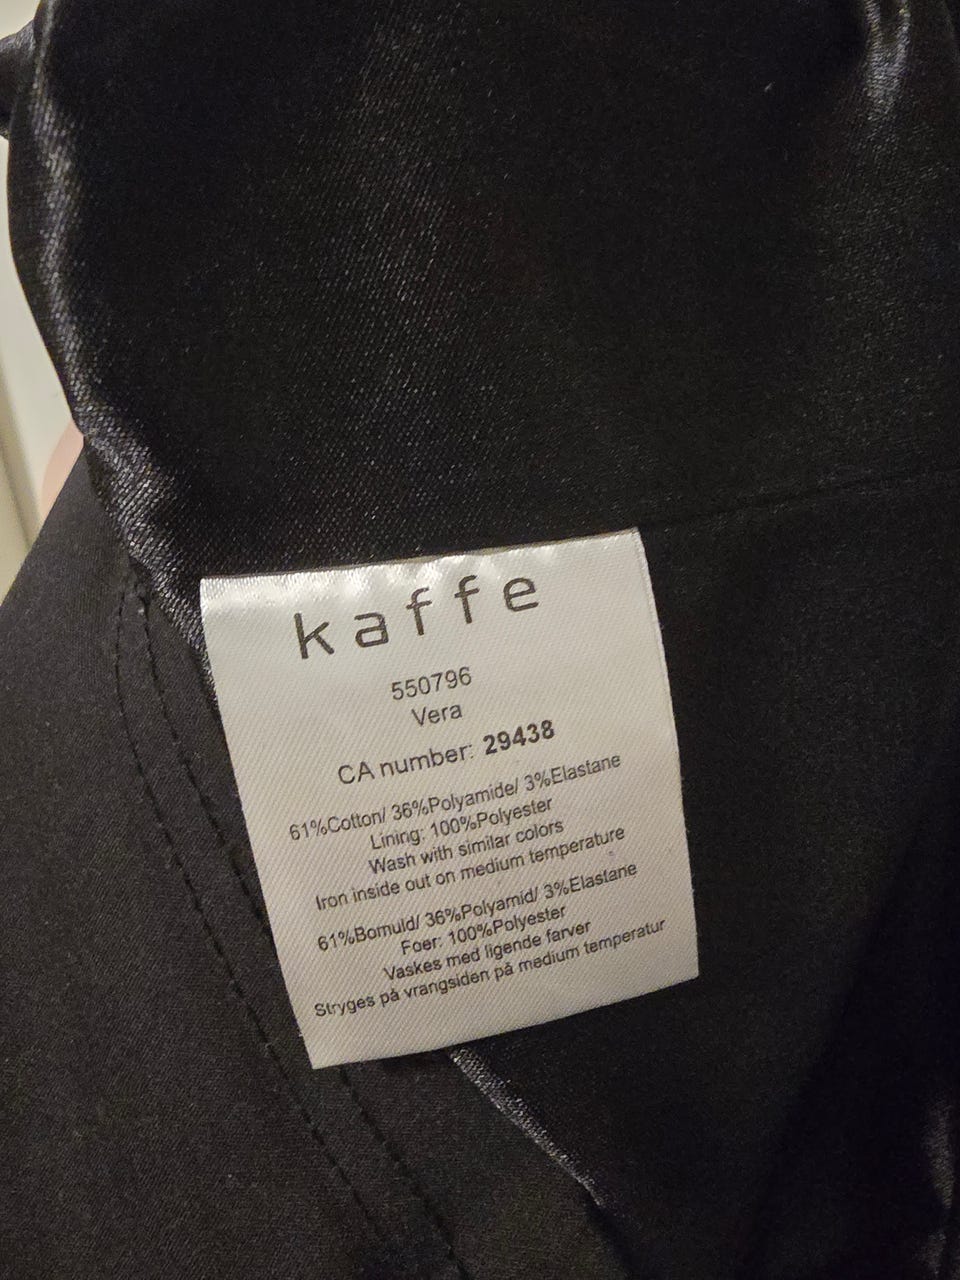 kaffe
550796
Vera
CA number: 29438
61%Cotton/ 36%Polyamide/ 3%Elastane
Lining: 100%Polyester
Wash with similar colors
Iron inside out on medium temperature
61%Bomuld/ 36%Polyamid/ 3%Elastane
Foer: 100%Polyester
Vaskes med ligende farver
Stryges på vrangsiden på medium temperatur